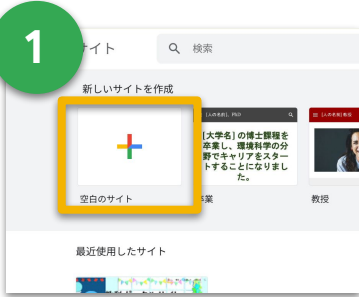 1
サイト
検索
新しいサイトを作成
[人の名前], PhD
[人の名前] 教授
[大学名] の博士課程を
卒業し、環境科学の分
野でキャリアをスター
トすることになりまし
た。
空白のサイト
卒業
教授
最近使用したサイト